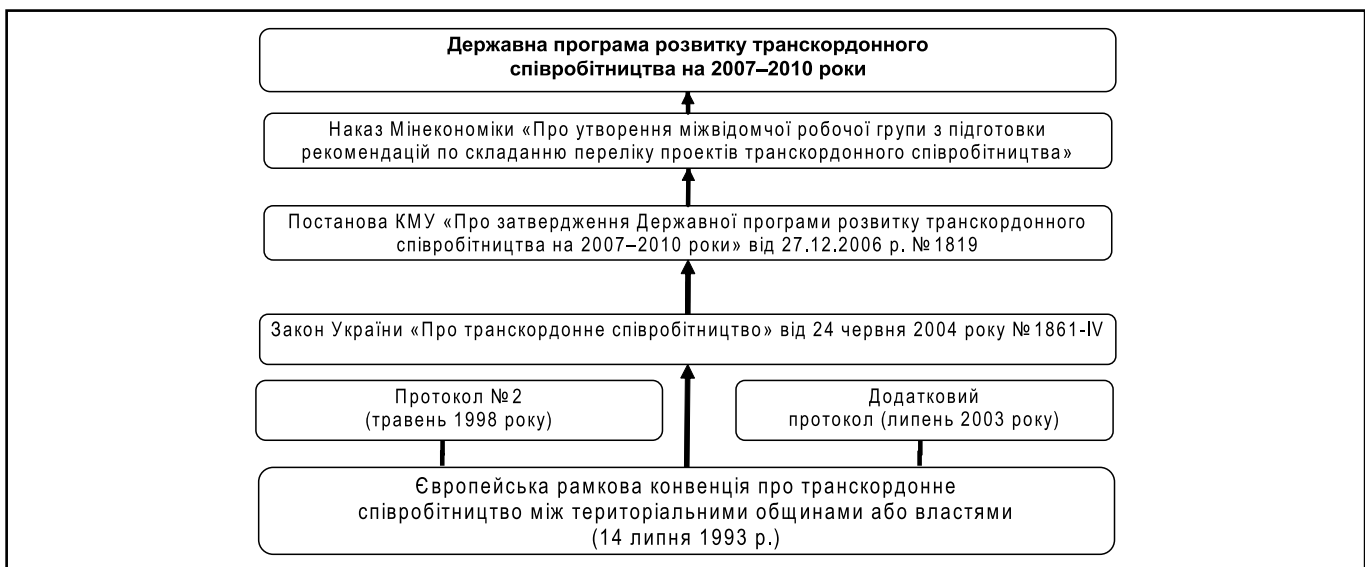 Державна програма розвитку транскордонного
співробітництва на 2007–2010 роки
Наказ Мінекономіки «Про утворення міжвідомчої робочої групи з підготовки
рекомендацій по складанню переліку проектів транскордонного співробітництва»
Постанова КМУ «Про затвердження Державної програми розвитку транскордонного
співробітництва на 2007–2010 роки» від 27.12.2006 р. №1819
Закон України «Про транскордонне співробітництво» від 24 червня 2004 року №1861-IV
Протокол №2
(травень 1998 року)
Додатковий
протокол (липень 2003 року)
Європейська рамкова конвенція про транскордонне
співробітництво між територіальними общинами або властями
(14 липня 1993 р.)